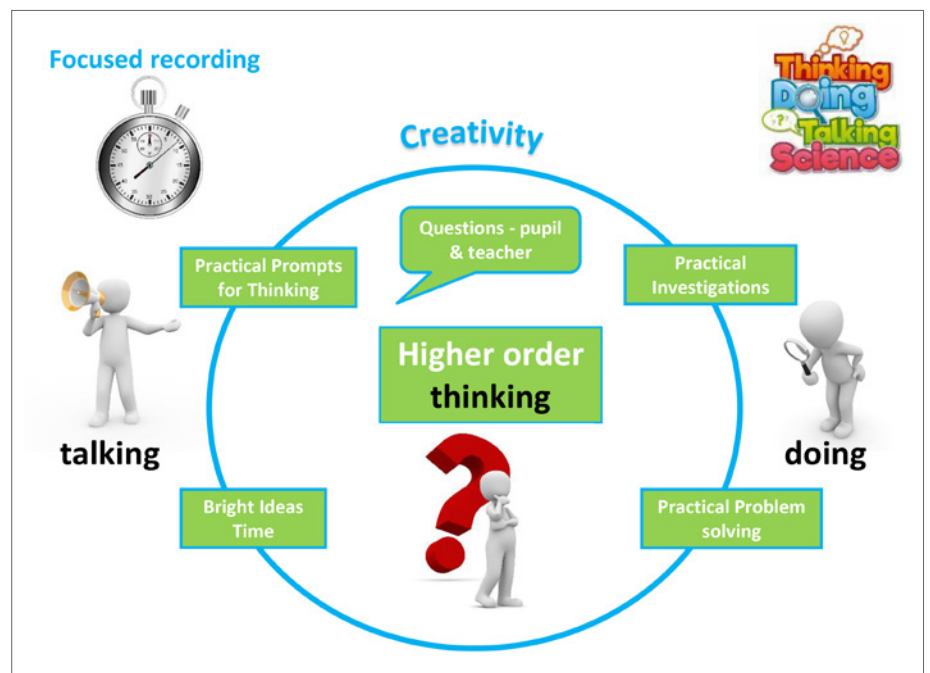 Focused recording
Thinking
Doing
Talking
Science
Creativity
Questions - pupil
& teacher
Practical Prompts
for Thinking
Practical
Investigations
Higher order
thinking
talking
doing
Bright Ideas
Time
Practical Problem
solving